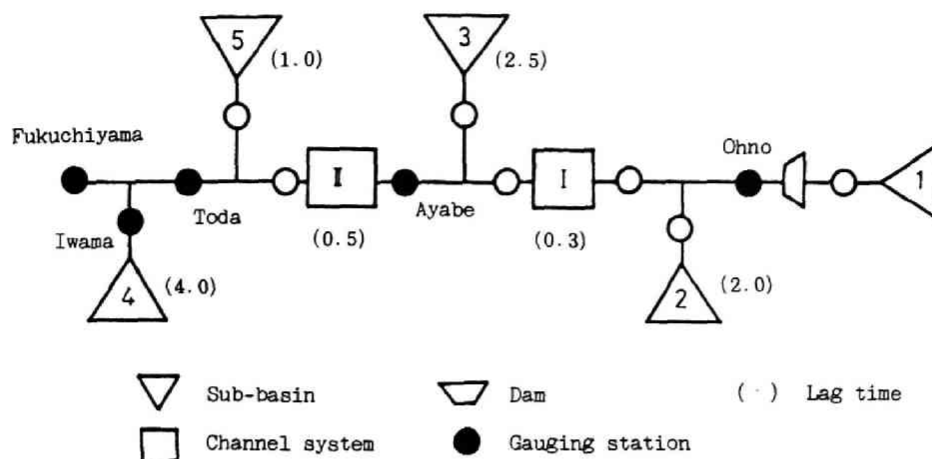 5
(1.0)
3
(2.5)
Fukuchiyama
Ohno
II
I
1
Toda
Ayabe
Iwama
(0.5)
(0.3)
4
(4.0)
2
(2.0)
Sub-basin
Dam
( ) Lag time
Channel system
Gauging station